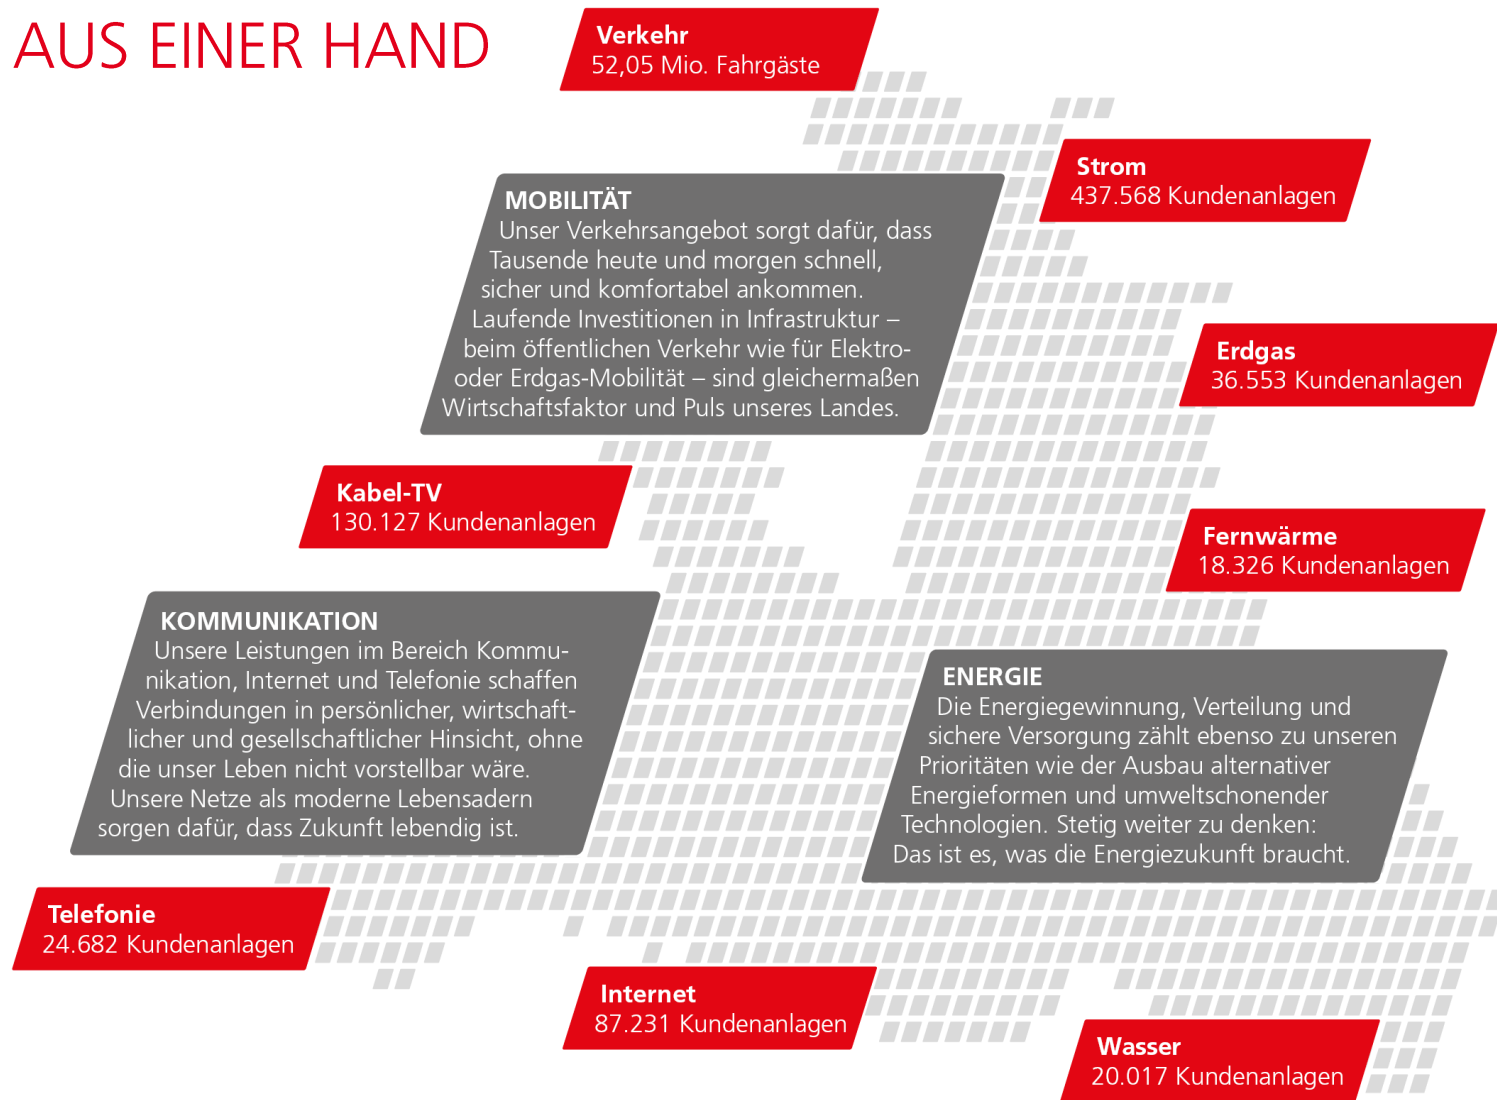 AUS EINER HAND
Verkehr
52,05 Mio. Fahrgäste
Strom
437.568 Kundenanlagen
MOBILITÄT
Unser Verkehrsangebot sorgt dafür, dass
Tausende heute und morgen schnell,
sicher und komfortabel ankommen.
Laufende Investitionen in Infrastruktur –
beim öffentlichen Verkehr wie für Elektro-
oder Erdgas-Mobilität – sind gleichermaßen
Wirtschaftsfaktor und Puls unseres Landes.
Erdgas
36.553 Kundenanlagen
Kabel-TV
130.127 Kundenanlagen
Fernwärme
18.326 Kundenanlagen
KOMMUNIKATION
Unsere Leistungen im Bereich Kommu-
nikation, Internet und Telefonie schaffen
Verbindungen in persönlicher, wirtschaft-
licher und gesellschaftlicher Hinsicht, ohne
die unser Leben nicht vorstellbar wäre.
Unsere Netze als moderne Lebensadern
sorgen dafür, dass Zukunft lebendig ist.
ENERGIE
Die Energiegewinnung, Verteilung und
sichere Versorgung zählt ebenso zu unseren
Prioritäten wie der Ausbau alternativer
Energieformen und umweltschonender
Technologien. Stetig weiter zu denken:
Das ist es, was die Energiezukunft braucht.
Telefonie
24.682 Kundenanlagen
Internet
87.231 Kundenanlagen
Wasser
20.017 Kundenanlagen